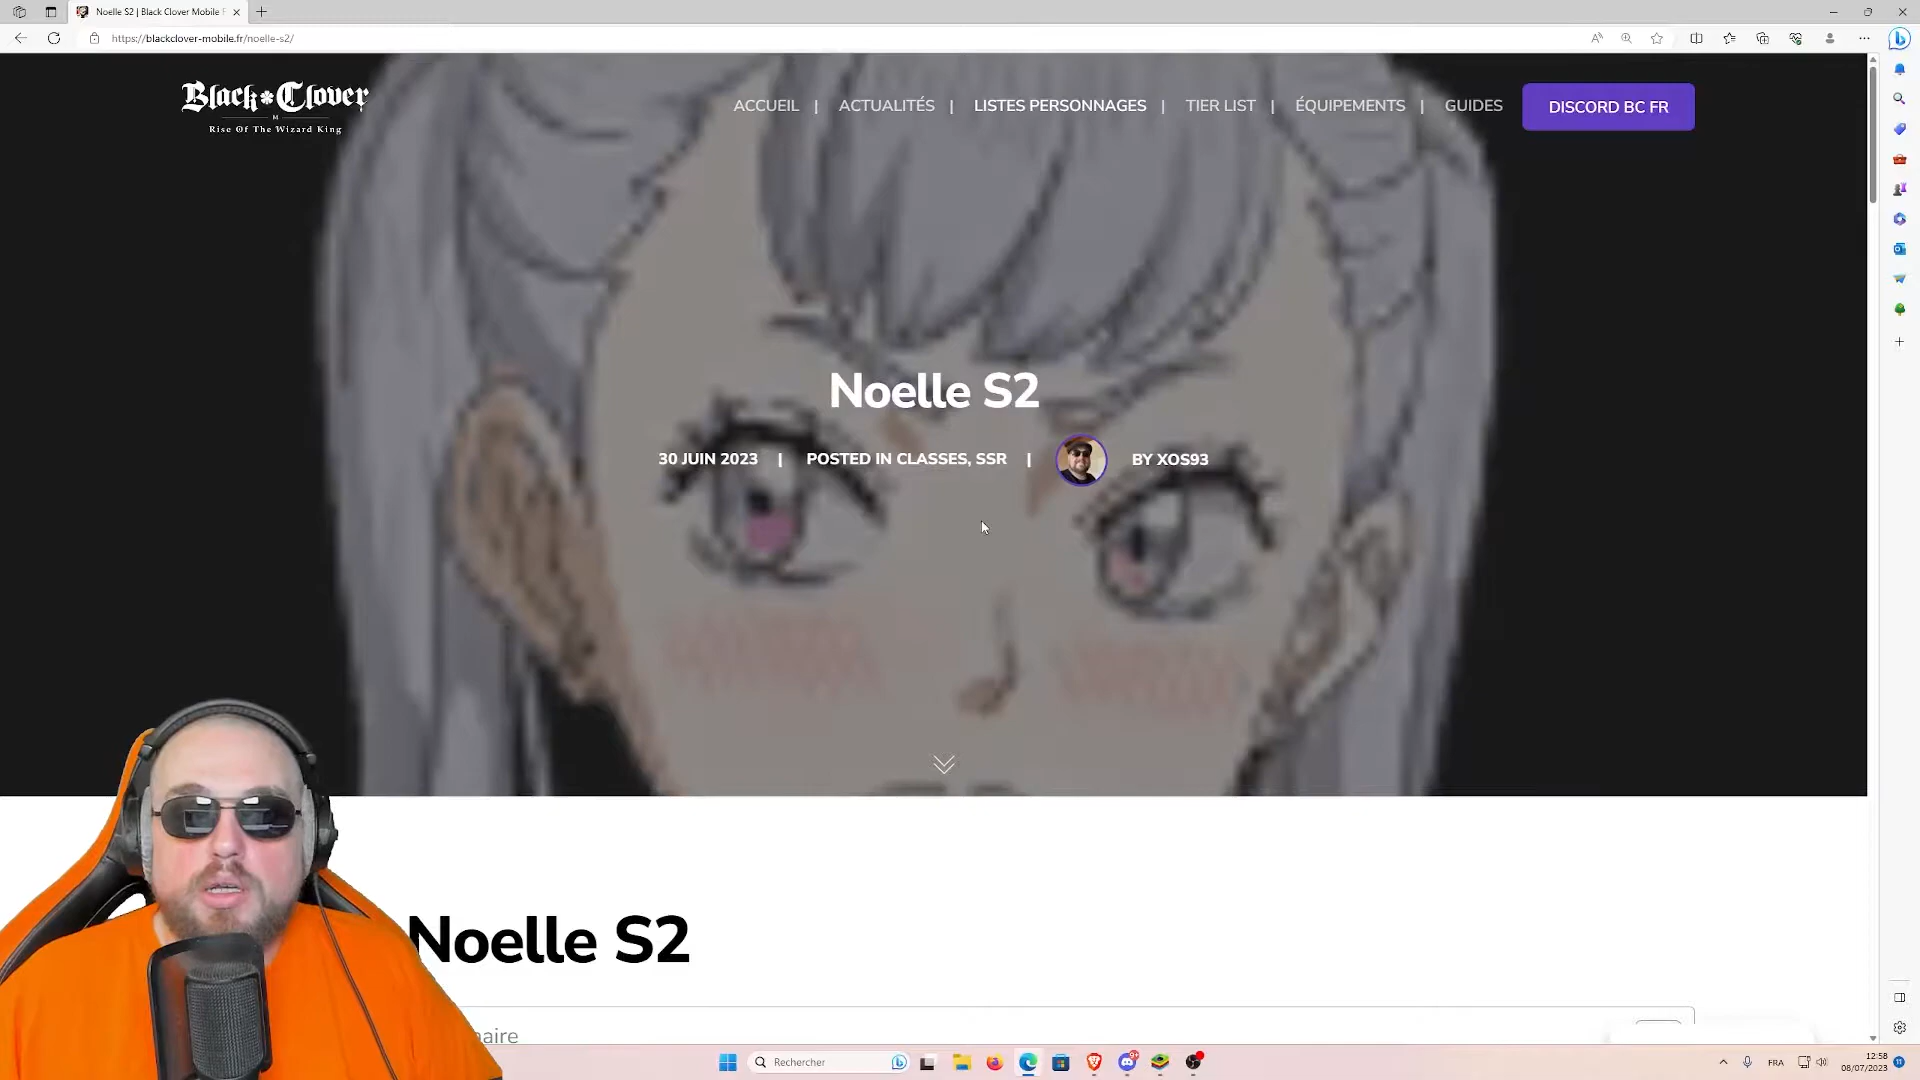 Noelle S2 | Black Clover Mobile F
https://blackclover-mobile.fr/noelle-s2/
Black Clover
M
Rise Of The Wizard King
ACCUEIL | ACTUALITÉS | LISTES PERSONNAGES | TIER LIST | ÉQUIPEMENTS | GUIDES
DISCORD BC FR
Noelle S2
30 JUIN 2023 | POSTED IN CLASSES, SSR | BY XOS93
Noelle S2
naire
Rechercher
FRA
12:58
08/07/2023